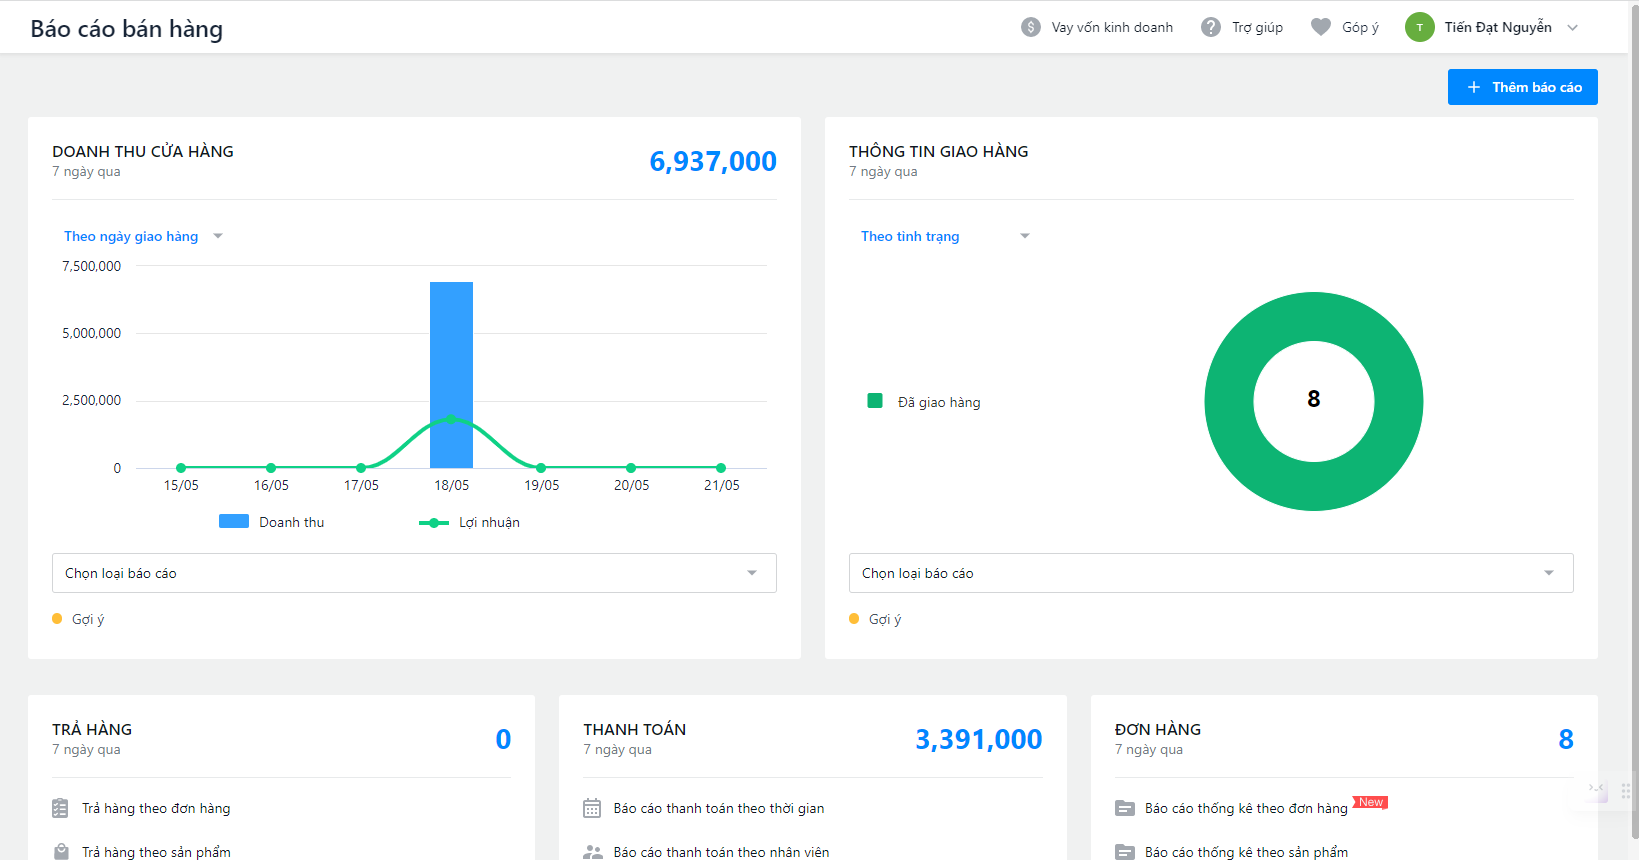 Báo cáo bán hàng
Vay vốn kinh doanh
Trợ giúp
Góp ý
T
Tiến Đạt Nguyễn
Thêm báo cáo
DOANH THU CỬA HÀNG
7 ngày qua
6,937,000
Theo ngày giao hàng
7,500,000
5,000,000
2,500,000
0
15/05
16/05
17/05
18/05
19/05
20/05
21/05
Doanh thu
Lợi nhuận
Chọn loại báo cáo
Gợi ý
THÔNG TIN GIAO HÀNG
7 ngày qua
Theo tình trạng
Đã giao hàng
8
Chọn loại báo cáo
Gợi ý
TRẢ HÀNG
7 ngày qua
0
Trả hàng theo đơn hàng
Trả hàng theo sản phẩm
THANH TOÁN
7 ngày qua
3,391,000
Báo cáo thanh toán theo thời gian
Báo cáo thanh toán theo nhân viên
ĐƠN HÀNG
7 ngày qua
8
Báo cáo thống kê theo đơn hàng
New
Báo cáo thống kê theo sản phẩm